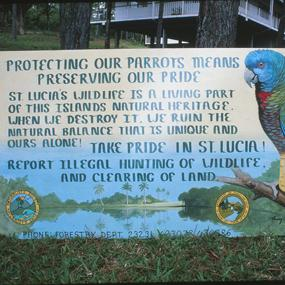 PROTECTING OUR PARROTS MEANS
PRESERVING OUR PRIDE
ST. LUCIA'S WILDLIFE IS A LIVING PART
OF THIS ISLANDS NATURAL HERITAGE.
WHEN WE DESTROY IT. WE RUIN THE
NATURAL BALANCE THAT IS UNIQUE AND
OURS ALONE! TAKE PRIDE IN ST. LUCIA!
REPORT ILLEGAL HUNTING OF WILDLIFE,
AND CLEARING OF LAND.
PHONE: FORESTRY DEPT. 23231